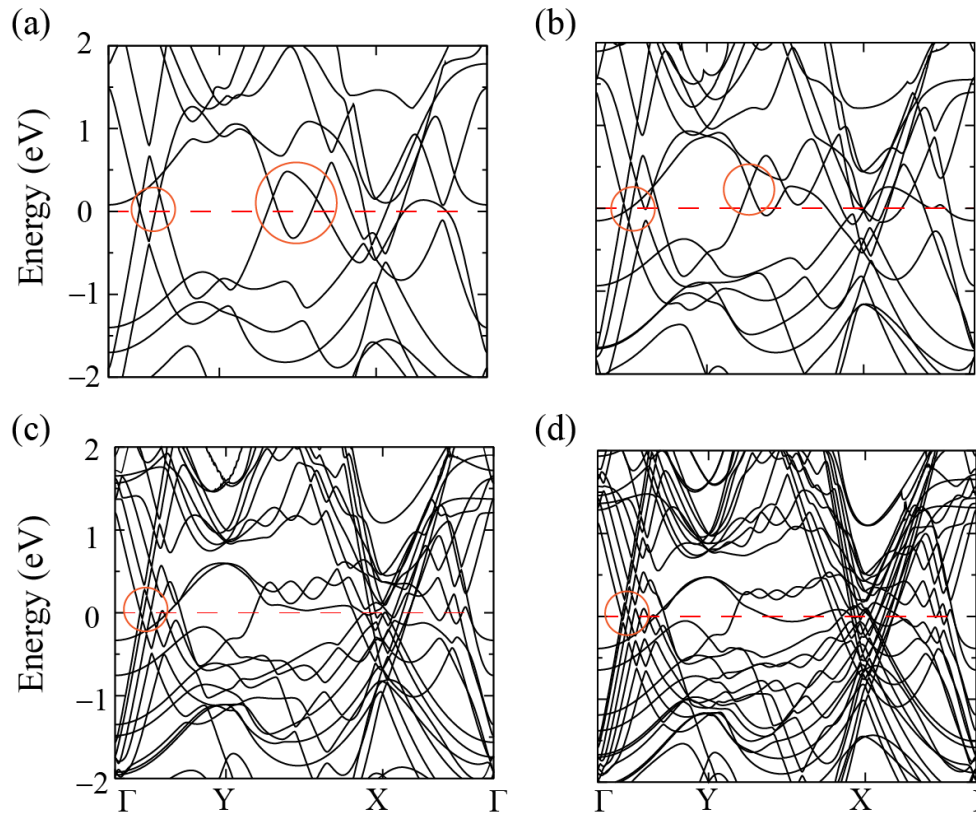 (a)
(b)
2
1
0
−1
−2
Energy (eV)
(c)
(d)
2
1
0
−1
−2
Energy (eV)
Γ Y X Γ
Γ Y X